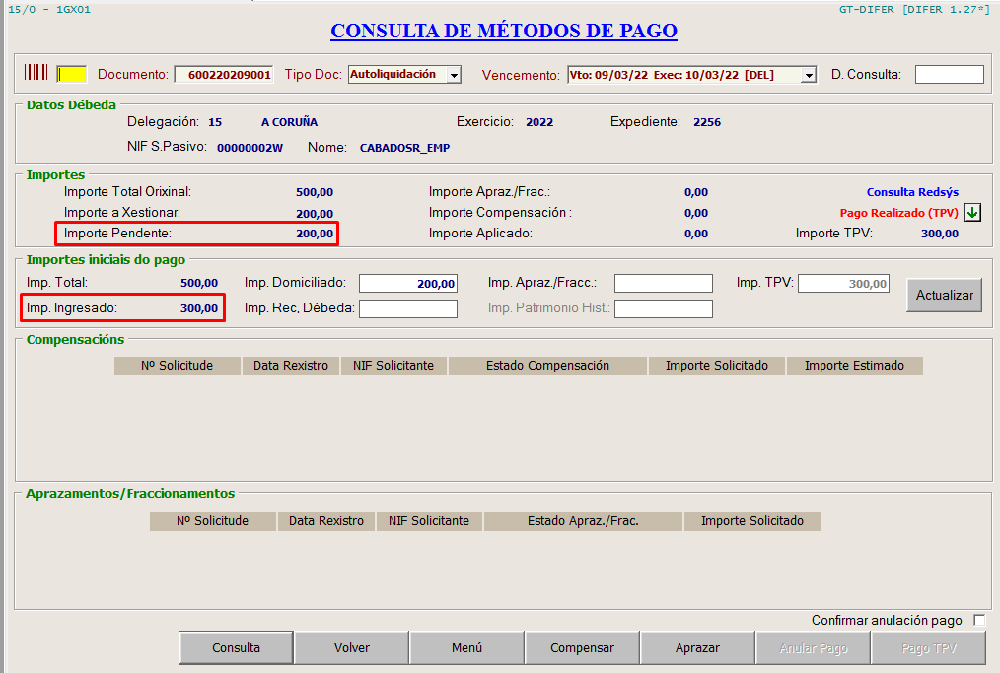 15/O - 1GX01 GT-DIFER [DIFER 1.27*]
CONSULTA DE MÉTODOS DE PAGO
Documento: 600220209001 Tipo Doc: Autoliquidación Vencemento: Vto: 09/03/22 Exec: 10/03/22 [DEL] D. Consulta:
Datos Débeda
Delegación: 15 A CORUÑA Exercicio: 2022 Expediente: 2256
NIF S.Pasivo: 00000002W Nome: CABADOSR_EMP
Importes
Importe Total Orixinal: 500,00 Importe Apraz./Frac.: 0,00 Consulta Redsýs
Importe a Xestionar: 200,00 Importe Compensación : 0,00 Pago Realizado (TPV)
Importe Pendente: 200,00 Importe Aplicado: 0,00 Importe TPV: 300,00
Importes iniciais do pago
Imp. Total: 500,00 Imp. Domiciliado: 200,00 Imp. Apraz./Fracc.: Imp. TPV: 300,00 Actualizar
Imp. Ingresado: 300,00 Imp. Rec, Débeda: Imp. Patrimonio Hist.:
Compensacións
Nº Solicitude Data Rexistro NIF Solicitante Estado Compensación Importe Solicitado Importe Estimado
Aprazamentos/Fraccionamentos
Nº Solicitude Data Rexistro NIF Solicitante Estado Apraz./Frac. Importe Solicitado
Confirmar anulación pago
Consulta Volver Menú Compensar Aprazar Anular Pago Pago TPV